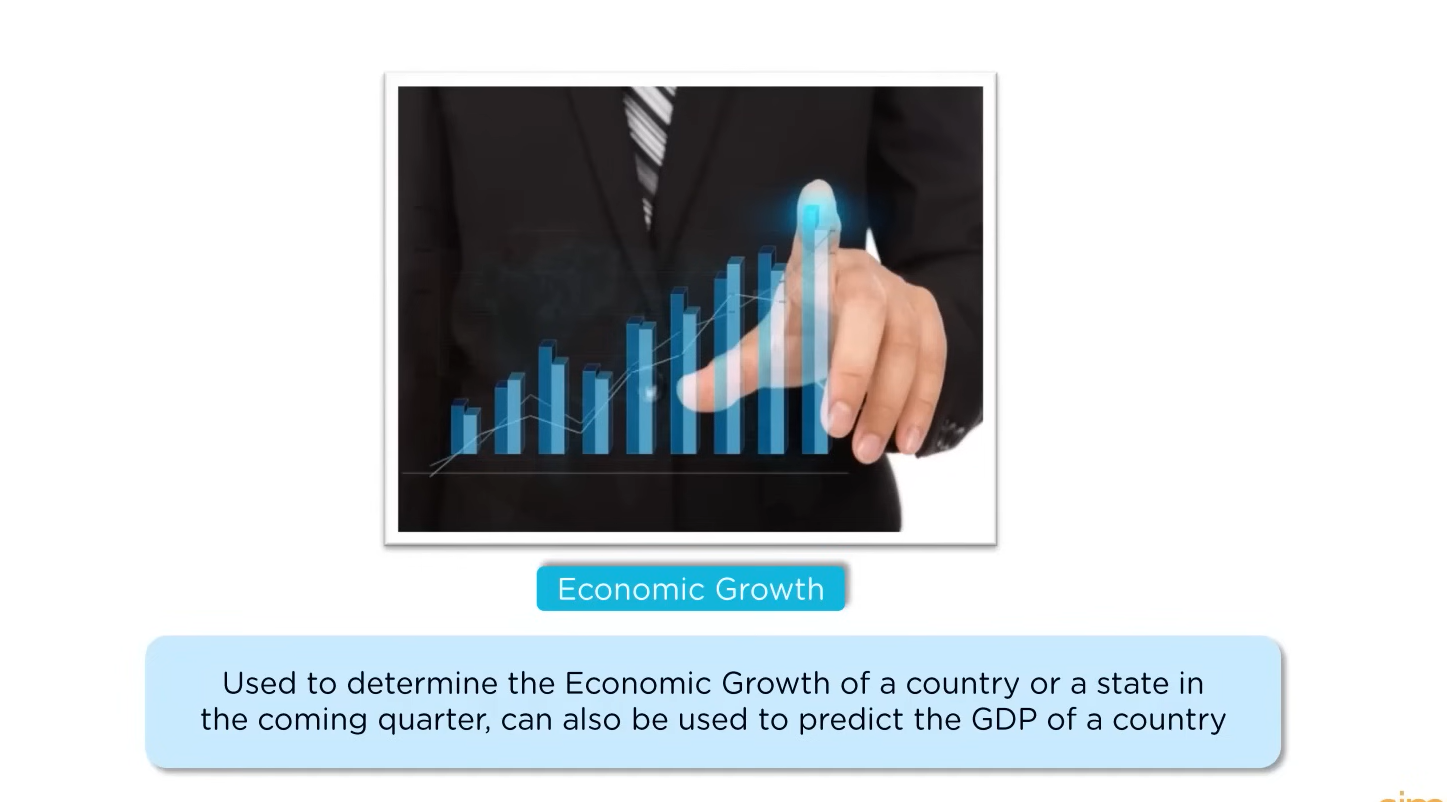 Economic Growth
Used to determine the Economic Growth of a country or a state in
the coming quarter, can also be used to predict the GDP of a country